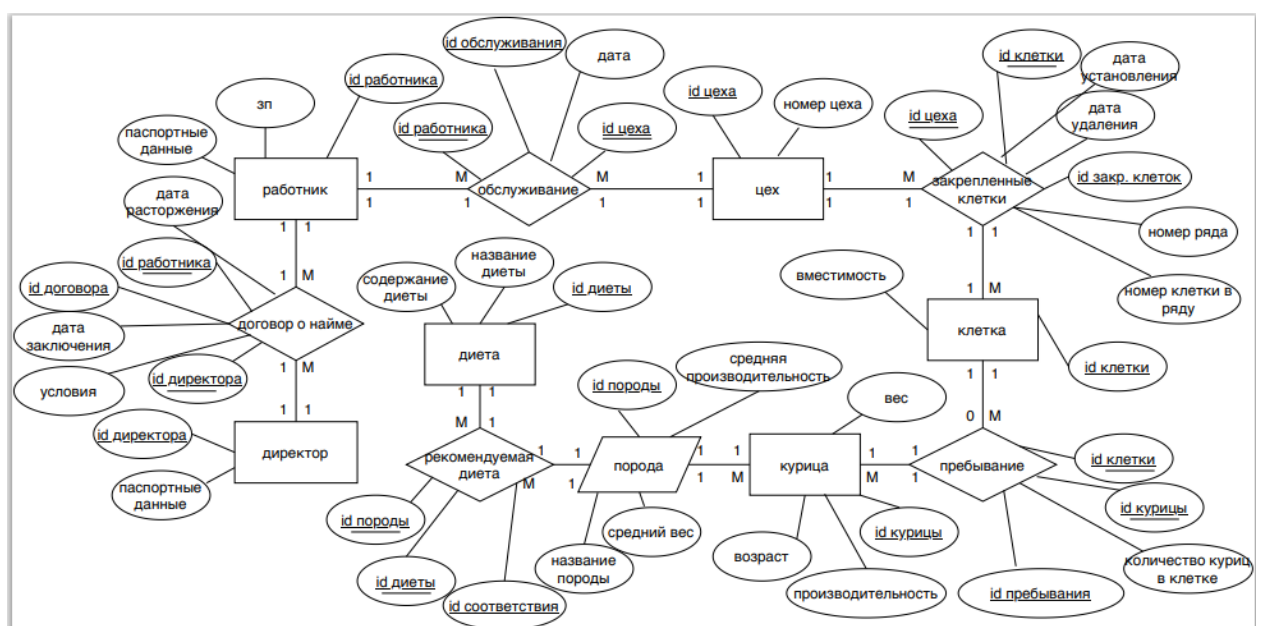 id обслуживания
дата
id работника
зп
паспортные
данные
id работника
id цеха
id цеха
номер цеха
id клетки
дата
установления
дата
удаления
id цеха
id закр. клеток
номер ряда
номер клетки в
ряду
работник
1
1
M
1
обслуживание
M
1
1
1
цех
1
1
M
1
закрепленные
клетки
дата
расторжения
1
1
id работника
1
M
id договора
договор о найме
дата
заключения
условия
id директора
1
M
1
1
id директора
директор
паспортные
данные
содержание
диеты
название
диеты
id диеты
диета
1
1
M
1
рекомендуемая
диета
1
M
1
1
порода
id породы
средняя
производительность
id породы
id диеты
id соответствия
название
породы
средний вес
1
1
1
M
курица
вес
возраст
производительность
id курицы
1
M
1
1
пребывание
1
1
1
M
вместимость
клетка
id клетки
1
1
0
M
id клетки
id курицы
количество куриц
в клетке
id пребывания